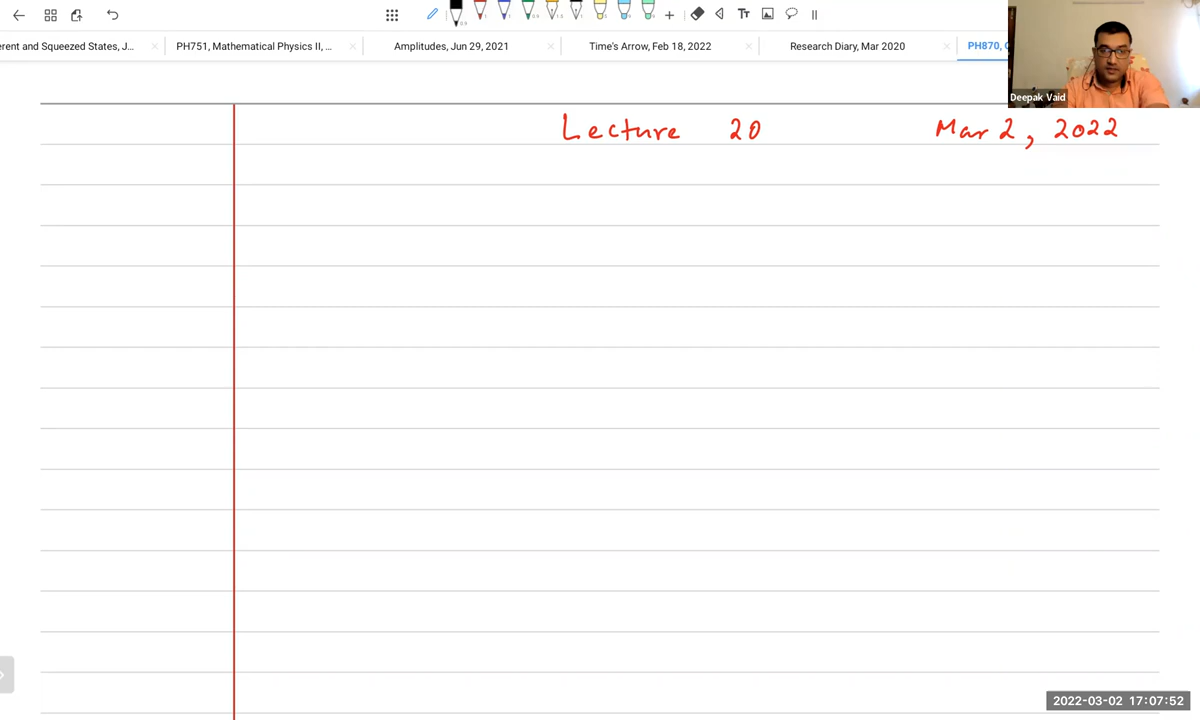 erent and Squeezed States, J...
PH751, Mathematical Physics II, ...
Amplitudes, Jun 29, 2021
Time's Arrow, Feb 18, 2022
Research Diary, Mar 2020
PH870,
Deepak Vaid
Lecture 20 Mar 2, 2022
2022-03-02 17:07:52